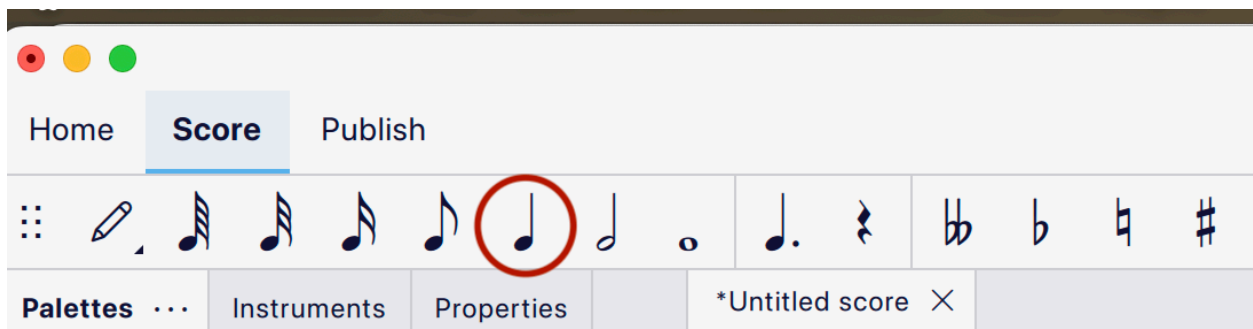 Home Score Publish
Palettes ... Instruments Properties *Untitled score